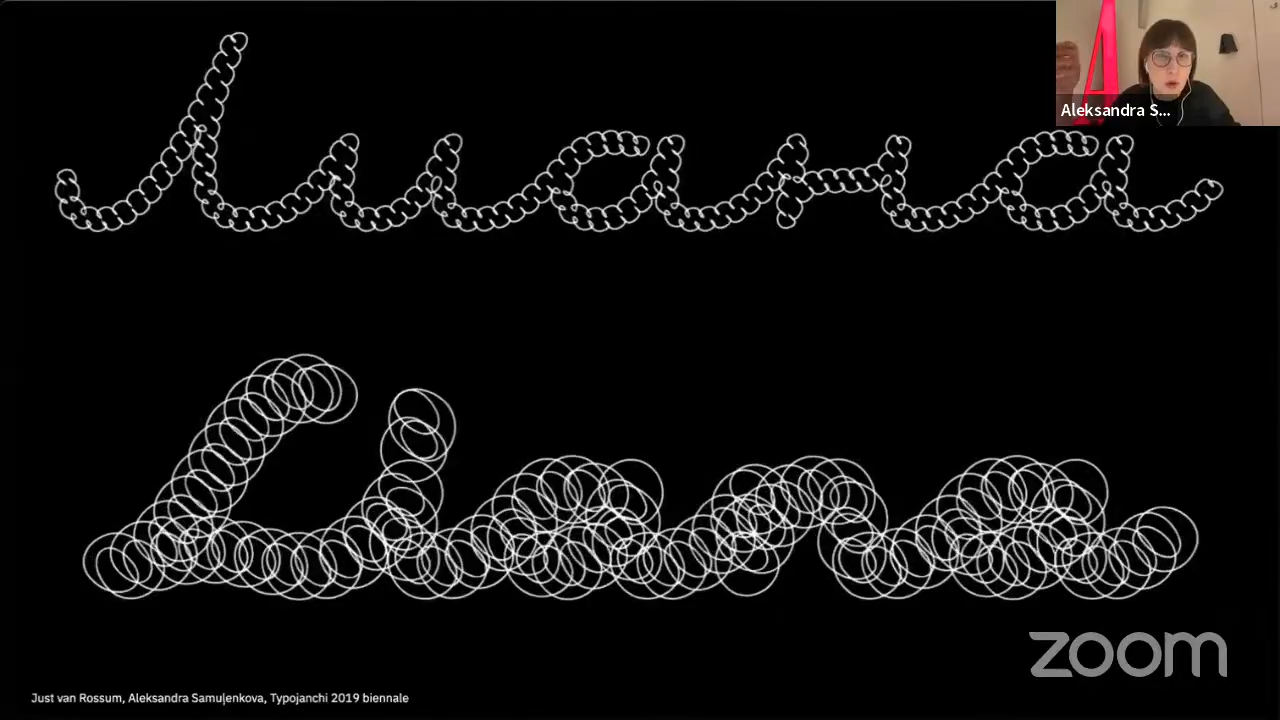 Aleksandra S...
Лиана
Liana
zoom
Just van Rossum, Aleksandra Samuļenkova, Typojanchi 2019 biennale